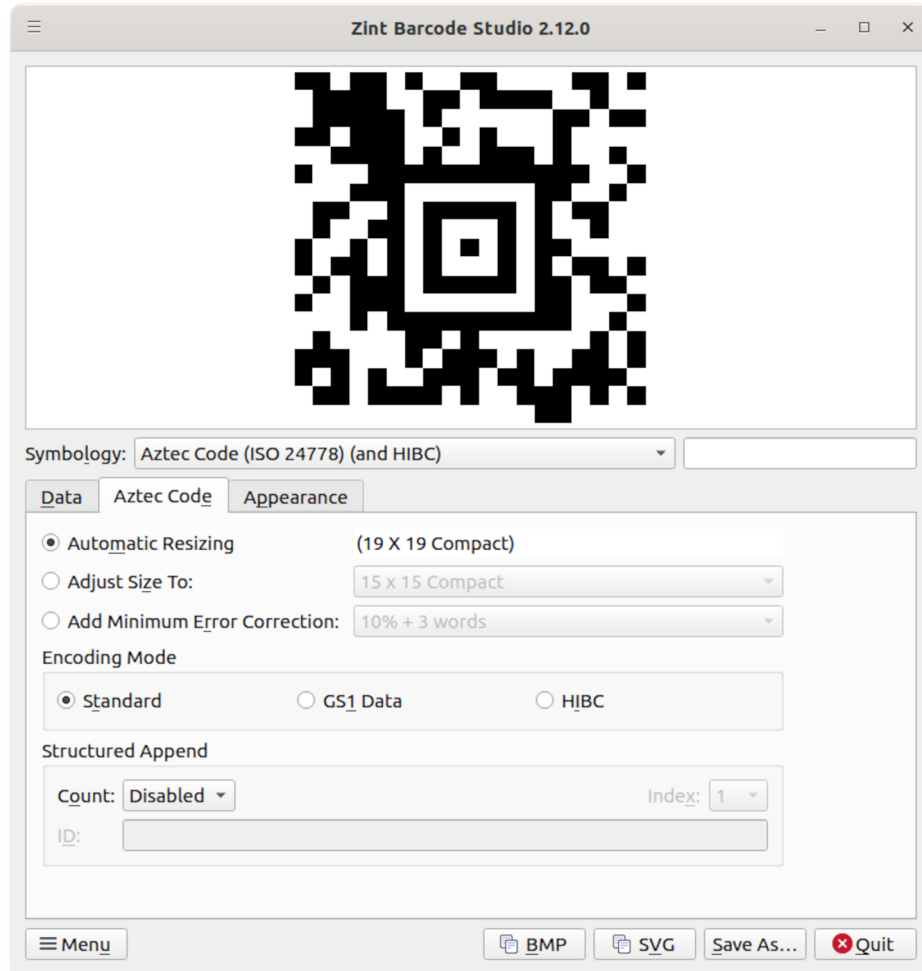 Zint Barcode Studio 2.12.0
Symbology: Aztec Code (ISO 24778) (and HIBC)
Data Aztec Code Appearance
Automatic Resizing (19 X 19 Compact)
Adjust Size To: 15 x 15 Compact
Add Minimum Error Correction: 10% + 3 words
Encoding Mode
Standard GS1 Data HIBC
Structured Append
Count: Disabled Index: 1
ID:
Menu BMP SVG Save As... Quit